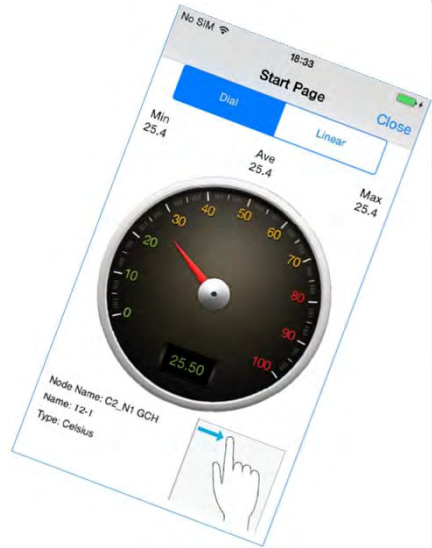 No SIM
18:33
Start Page
Close
Dial
Linear
Min
25.4
Ave
25.4
Max
25.4
0
10
20
30
40
50
60
70
80
90
100
25.50
Node Name: C2_N1 GCH
Name: 12-1
Type: Celsius